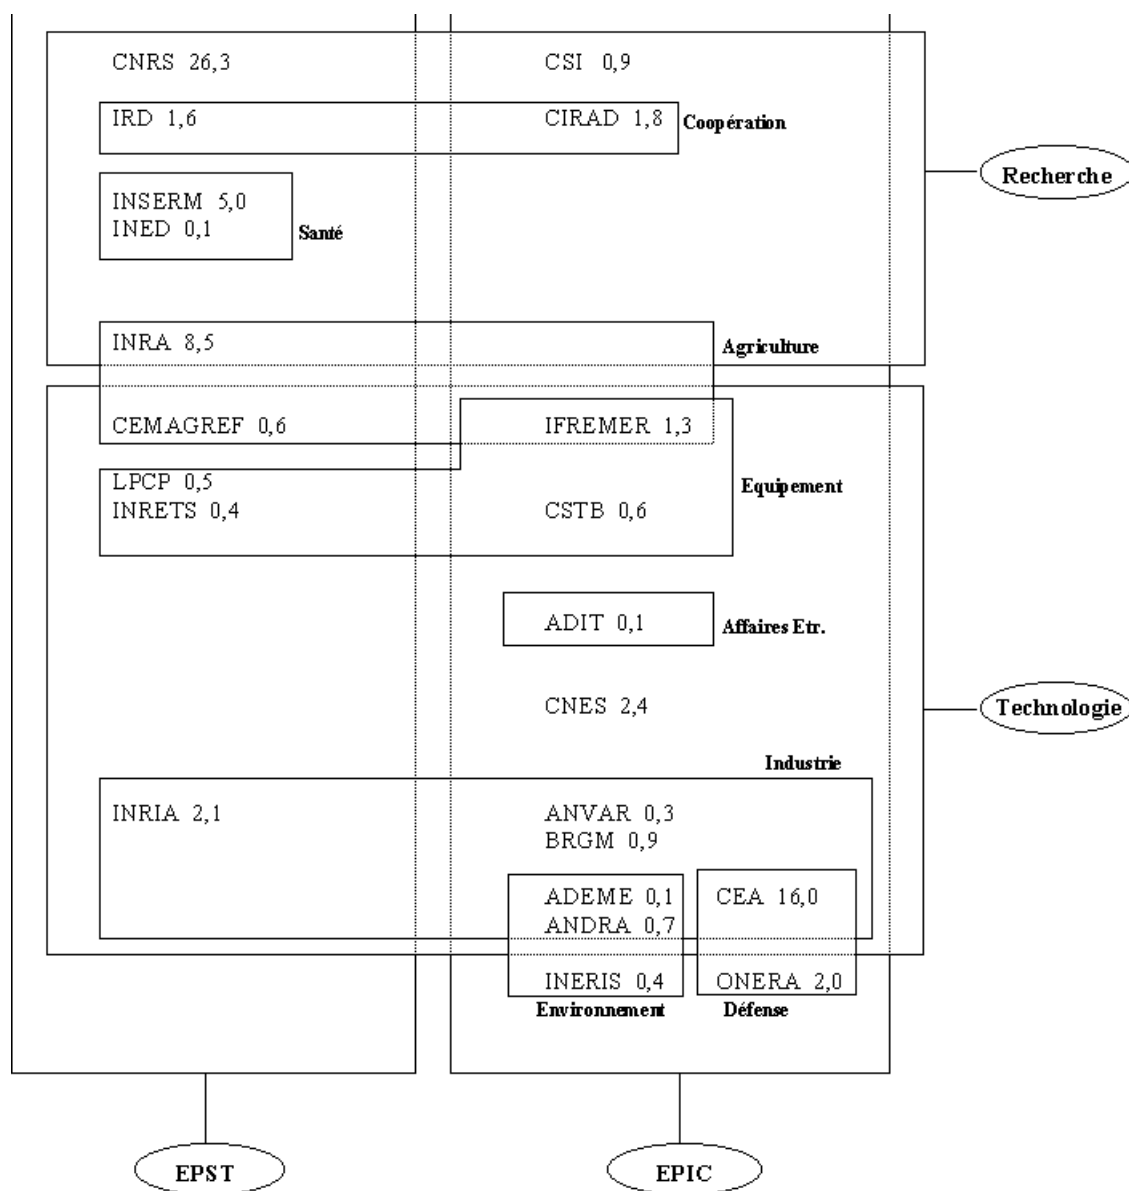 CNRS 26,3
CSI 0,9
IRD 1,6
CIRAD 1,8
Coopération
Recherche
INSERM 5,0
INED 0,1
Santé
INRA 8,5
Agriculture
CEMAGREF 0,6
IFREMER 1,3
LPCP 0,5
Equipement
INRETS 0,4
CSTB 0,6
ADIT 0,1
Affaires Etr.
CNES 2,4
Technologie
Industrie
INRIA 2,1
ANVAR 0,3
BRGM 0,9
ADEME 0,1
CEA 16,0
ANDRA 0,7
INERIS 0,4
ONERA 2,0
Environnement
Défense
EPST
EPIC